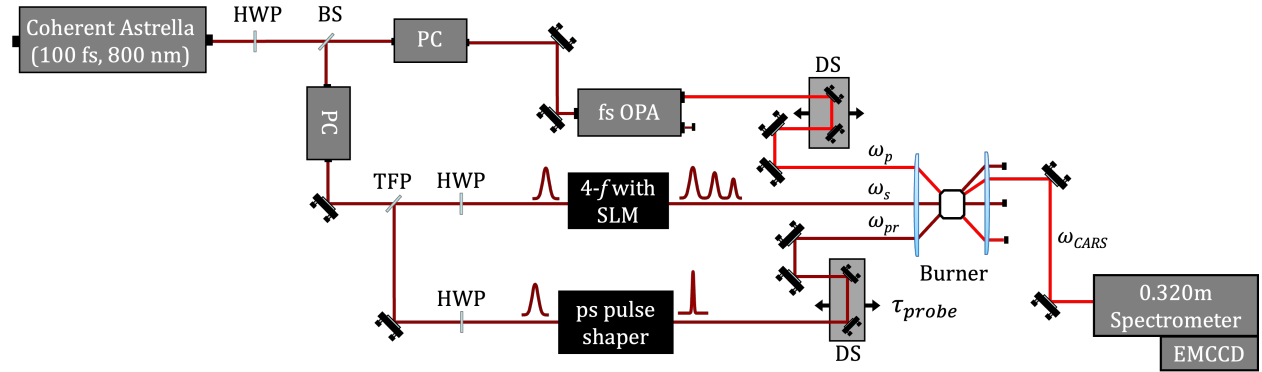 Coherent Astrella
(100 fs, 800 nm)
HWP
BS
PC
fs OPA
DS
PC
TFP
HWP
4-f with
SLM
ω_p
ω_s
ω_pr
Burner
ω_CARS
HWP
ps pulse
shaper
DS
τ_probe
0.320m
Spectrometer
EMCCD